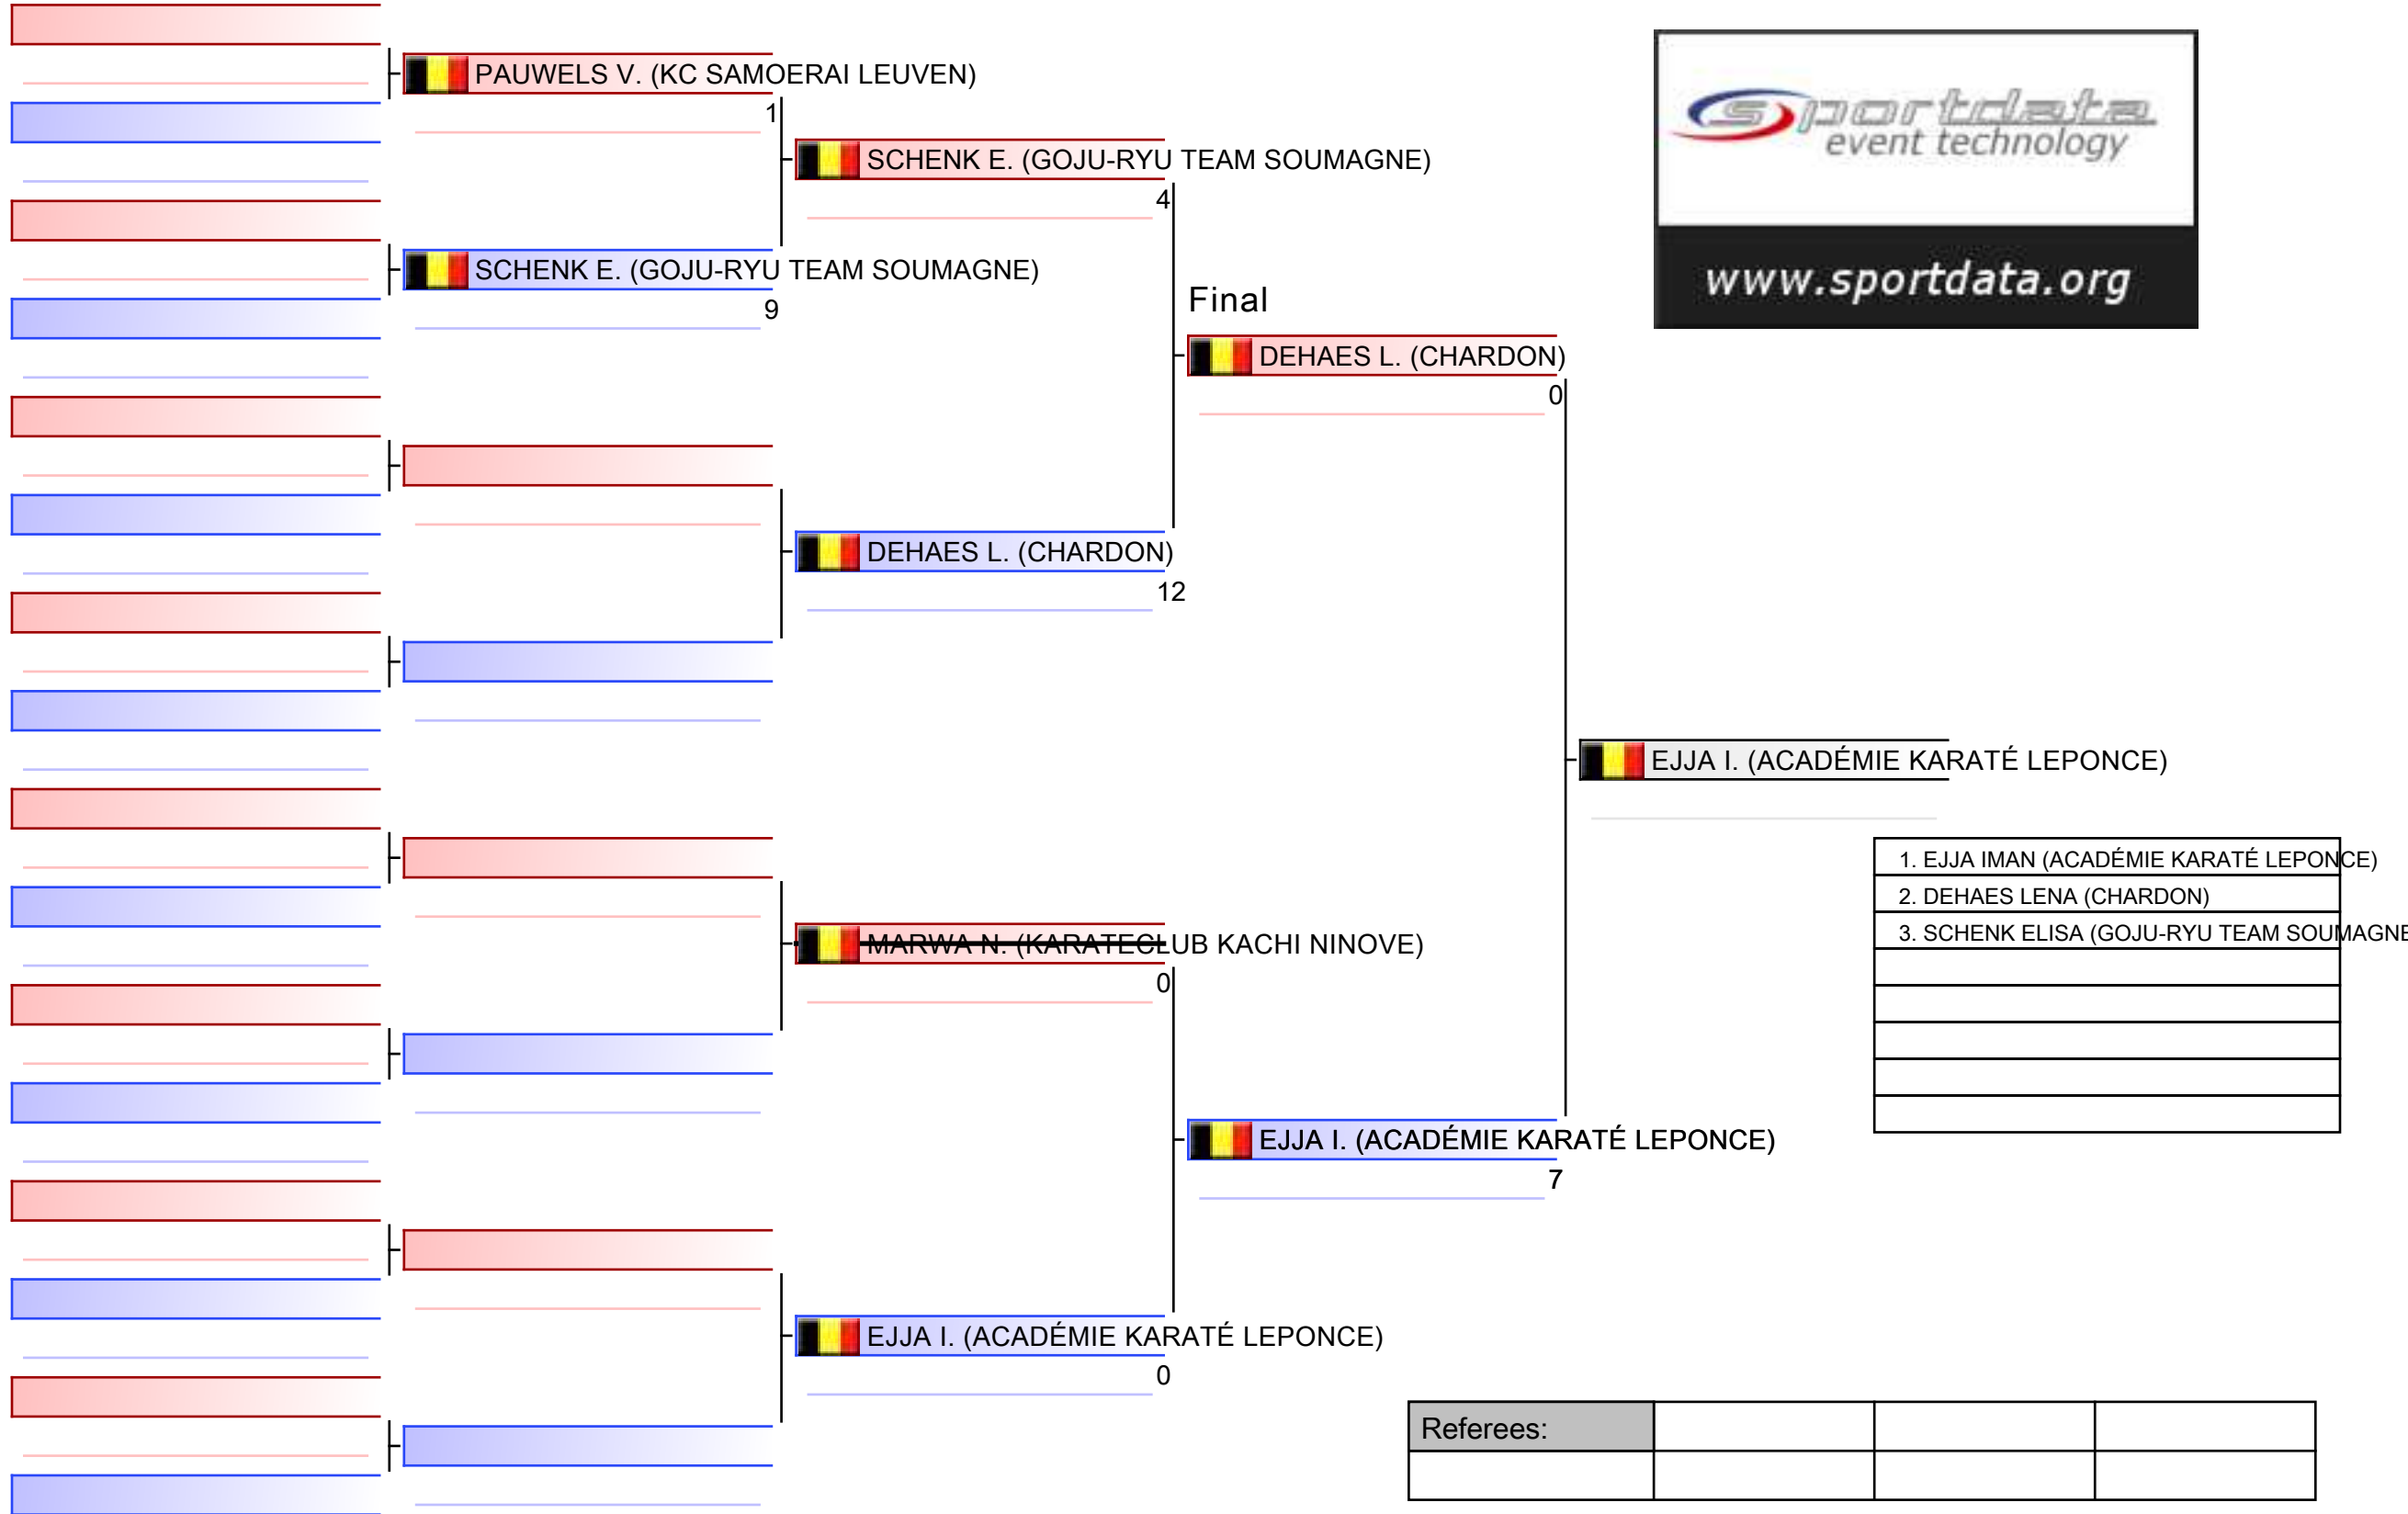 PAUWELS V. (KC SAMOERAI LEUVEN)
1
SCHENK E. (GOJU-RYU TEAM SOUMAGNE)
9
SCHENK E. (GOJU-RYU TEAM SOUMAGNE)
4
DEHAES L. (CHARDON)
12
MARWA N. (KARATECLUB KACHI NINOVE)
0
EJJA I. (ACADÉMIE KARATÉ LEPONCE)
0
Final
DEHAES L. (CHARDON)
0
EJJA I. (ACADÉMIE KARATÉ LEPONCE)
7
EJJA I. (ACADÉMIE KARATÉ LEPONCE)
sportdata
event technology
www.sportdata.org
1. EJJA IMAN (ACADÉMIE KARATÉ LEPONCE)
2. DEHAES LENA (CHARDON)
3. SCHENK ELISA (GOJU-RYU TEAM SOUMAGNE
Referees: